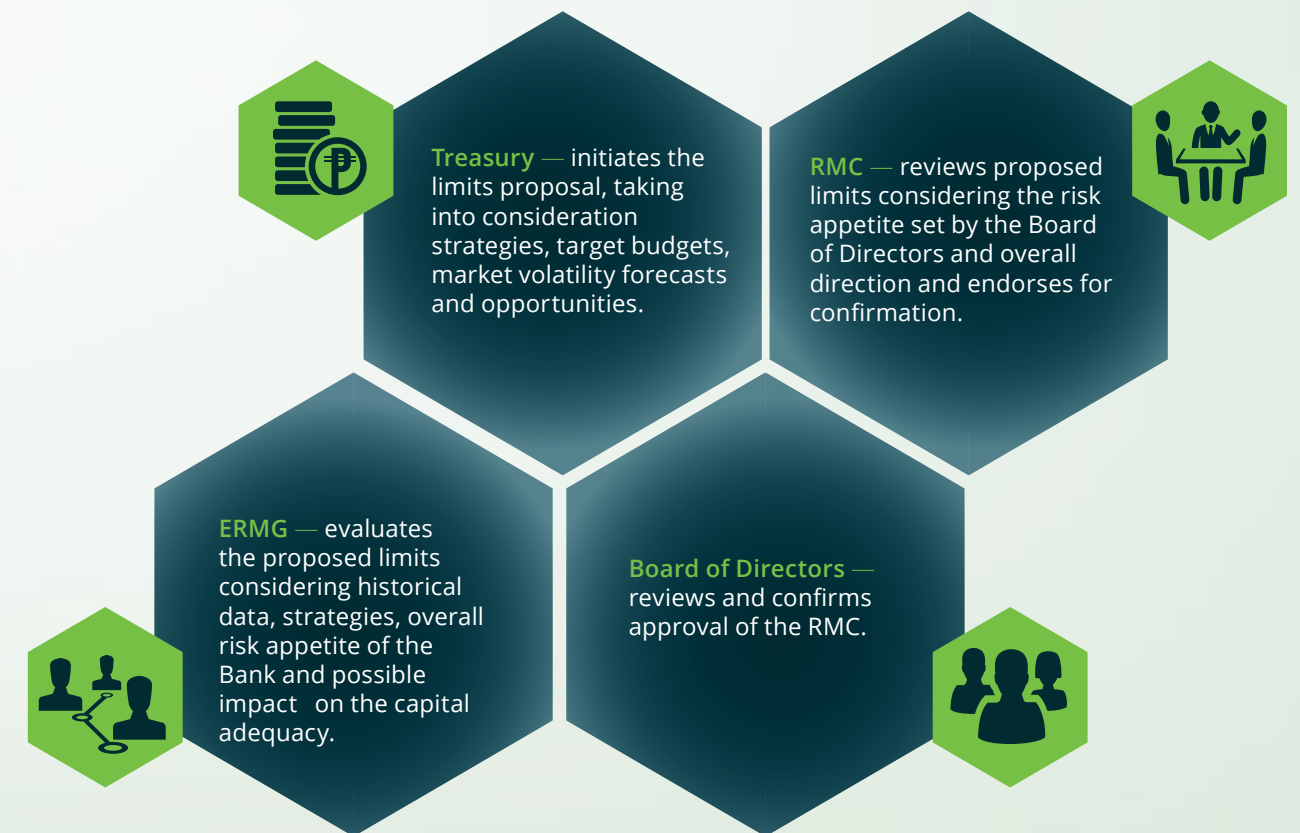 Treasury — initiates the
limits proposal, taking
into consideration
strategies, target budgets,
market volatility forecasts
and opportunities.
RMC — reviews proposed
limits considering the risk
appetite set by the Board
of Directors and overall
direction and endorses for
confirmation.
ERMG — evaluates
the proposed limits
considering historical
data, strategies, overall
risk appetite of the
Bank and possible
impact on the capital
adequacy.
Board of Directors —
reviews and confirms
approval of the RMC.